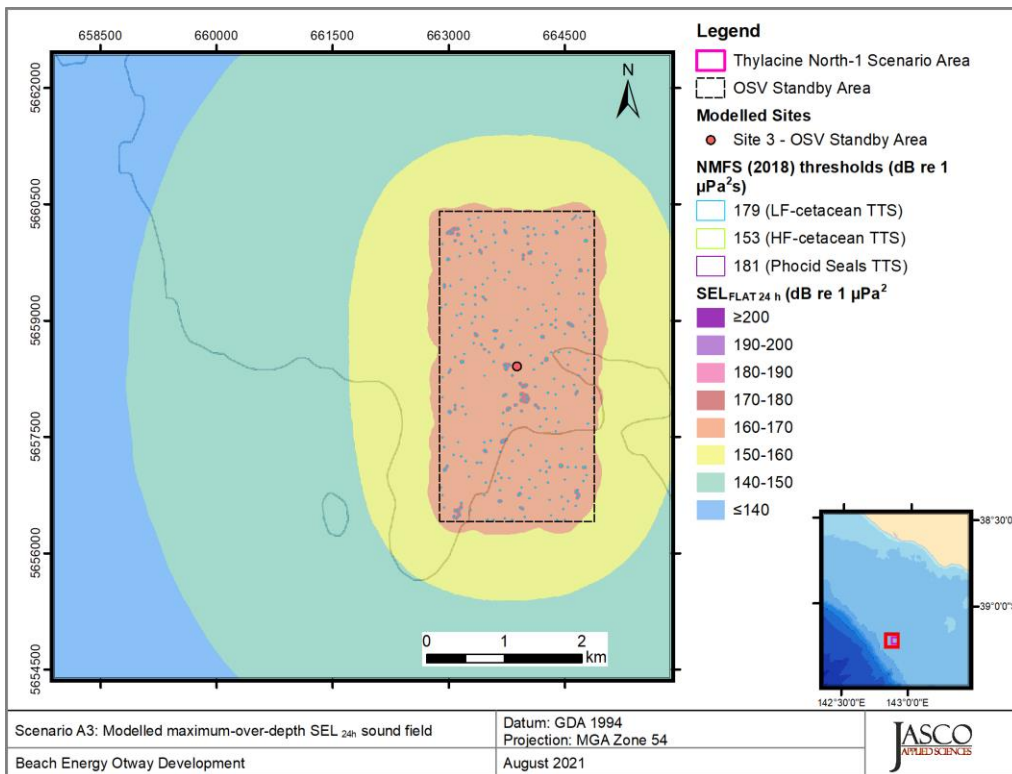 658500 660000 661500 663000 664500
5662000
5660500
5659000
5657500
5656000
5654500
N
0 1 2
km
Legend
Thylacine North-1 Scenario Area
OSV Standby Area
Modelled Sites
Site 3 - OSV Standby Area
NMFS (2018) thresholds (dB re 1
µPa²s)
179 (LF-cetacean TTS)
153 (HF-cetacean TTS)
181 (Phocid Seals TTS)
SEL FLAT 24 h (dB re 1 µPa²
≥200
190-200
180-190
170-180
160-170
150-160
140-150
≤140
38°30'S
39°0'0"S
142°30'0"E 143°0'0"E
Scenario A3: Modelled maximum-over-depth SEL 24h sound field
Datum: GDA 1994
Projection: MGA Zone 54
Beach Energy Otway Development
August 2021
JASCO
APPLIED SCIENCES